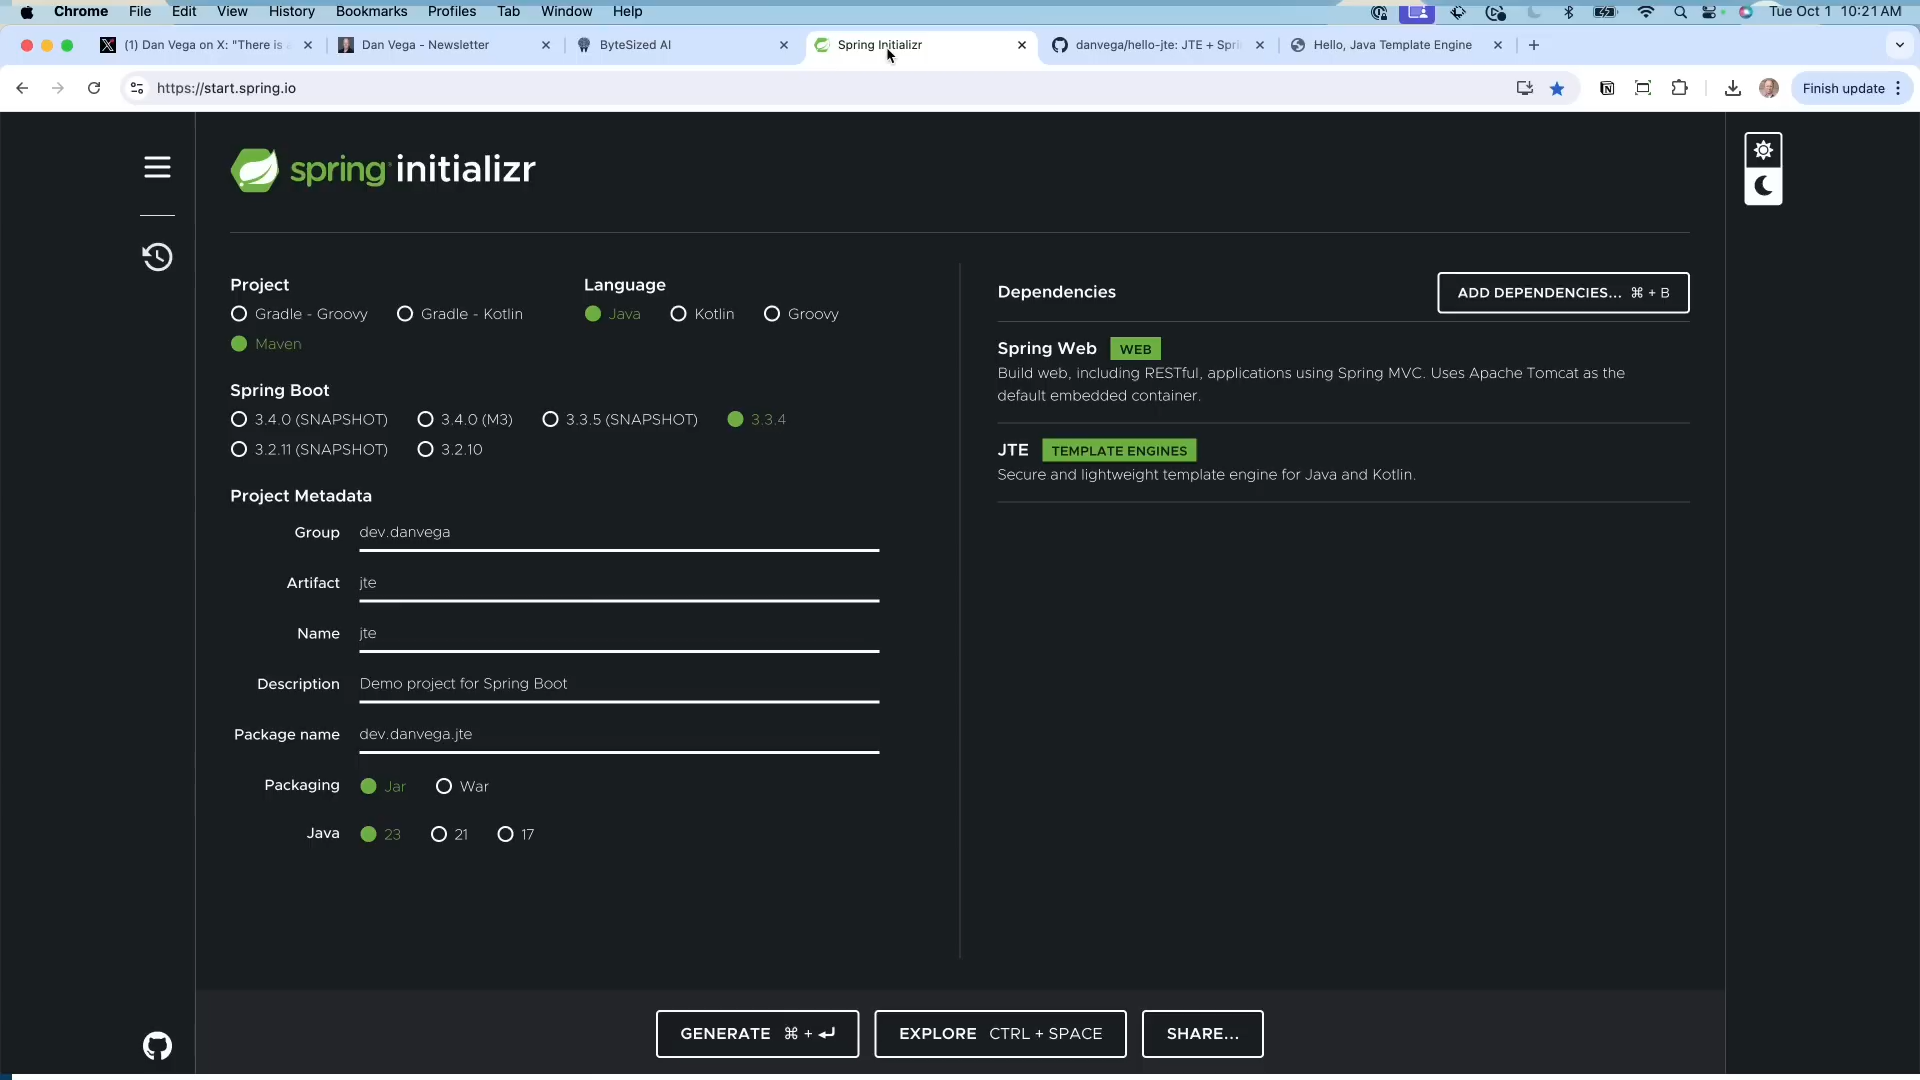 Chrome File Edit View History Bookmarks Profiles Tab Window Help Tue Oct 1 10:21 AM
(1) Dan Vega on X: "There is
Dan Vega - Newsletter
ByteSized AI
Spring Initializr
danvega/hello-jte: JTE + Spri
Hello, Java Template Engine
https://start.spring.io
Finish update
spring initializr
Project
Gradle - Groovy
Gradle - Kotlin
Maven
Language
Java
Kotlin
Groovy
Spring Boot
3.4.0 (SNAPSHOT)
3.4.0 (M3)
3.3.5 (SNAPSHOT)
3.3.4
3.2.11 (SNAPSHOT)
3.2.10
Project Metadata
Group dev.danvega
Artifact jte
Name jte
Description Demo project for Spring Boot
Package name dev.danvega.jte
Packaging Jar War
Java 23 21 17
Dependencies
ADD DEPENDENCIES... ⌘ + B
Spring Web WEB
Build web, including RESTful, applications using Spring MVC. Uses Apache Tomcat as the
default embedded container.
JTE TEMPLATE ENGINES
Secure and lightweight template engine for Java and Kotlin.
GENERATE ⌘ + ↵
EXPLORE CTRL + SPACE
SHARE...